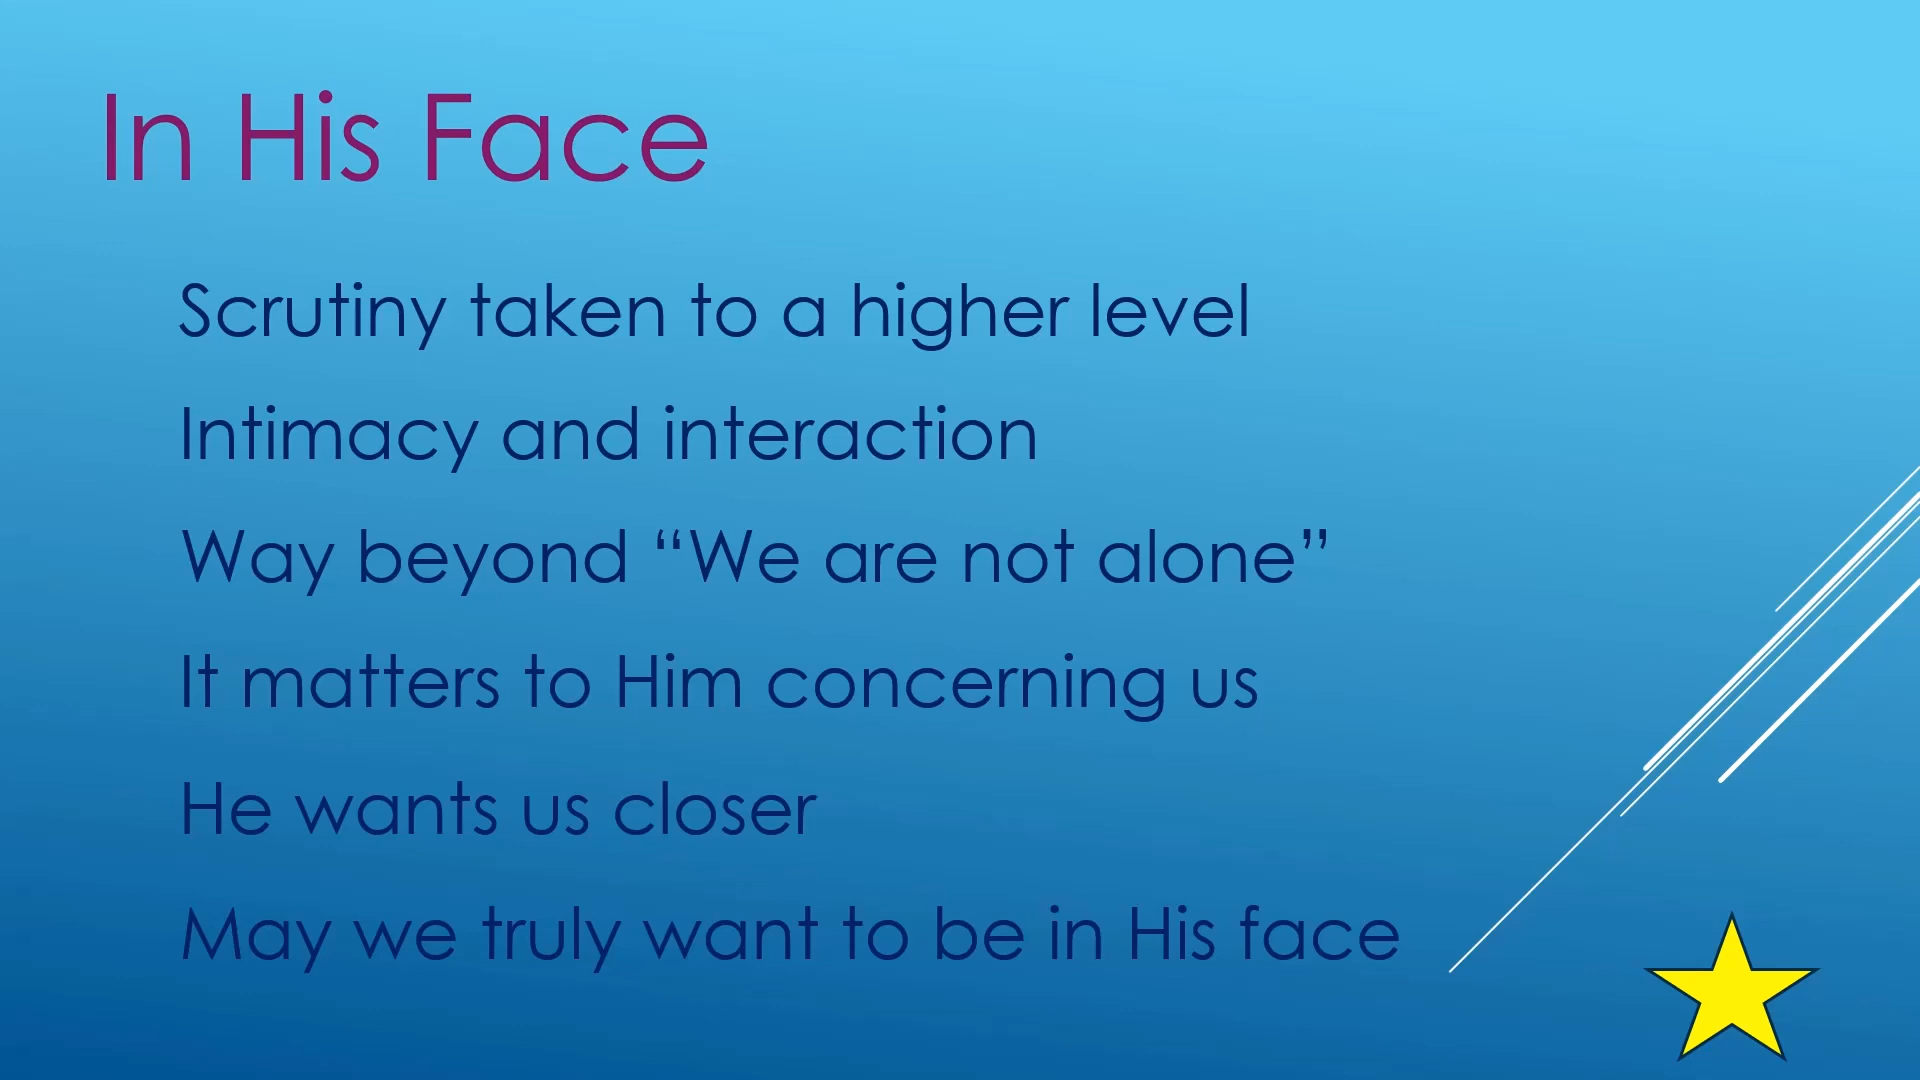 In His Face
Scrutiny taken to a higher level
Intimacy and interaction
Way beyond “We are not alone”
It matters to Him concerning us
He wants us closer
May we truly want to be in His face